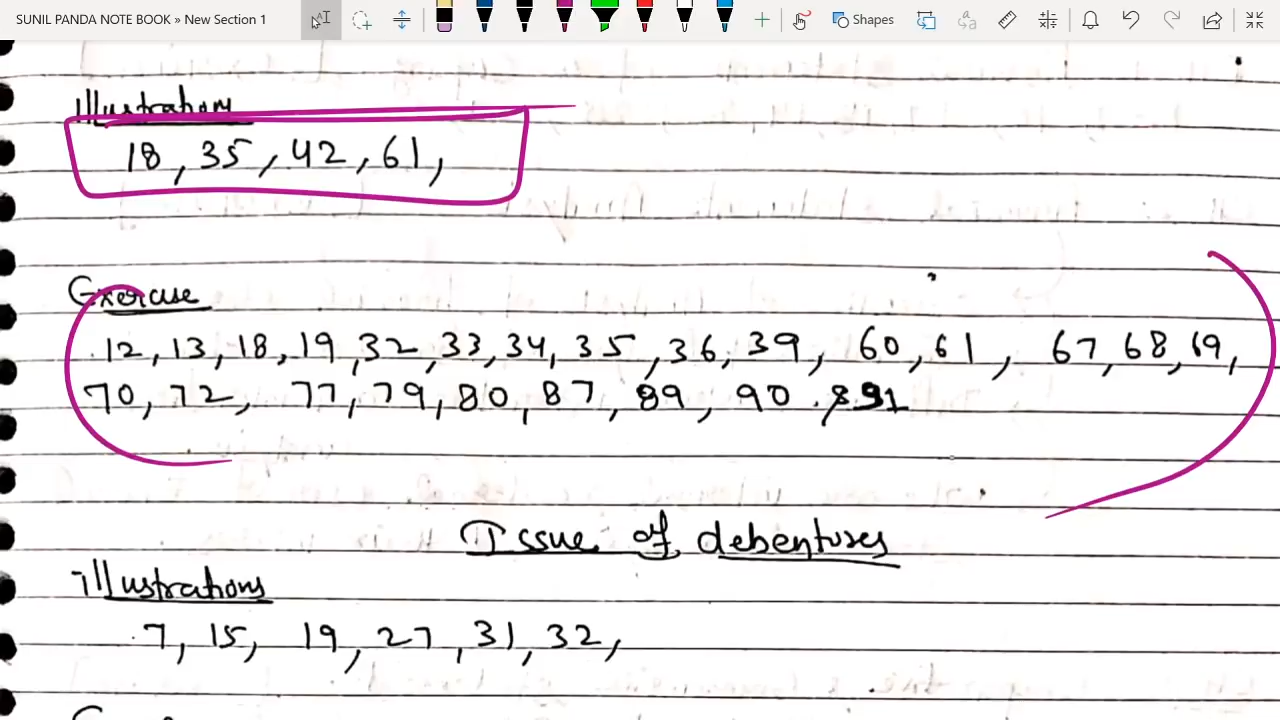 SUNIL PANDA NOTE BOOK » New Section 1
Shapes
Illustration
18, 35, 42, 61,
Exercise
12, 13, 18, 19, 32, 33, 34, 35, 36, 39, 60, 61, 67, 68, 69,
70, 72, 77, 79, 80, 87, 89, 90. 91
Issue of debentures
illustrations
7, 15, 19, 27, 31, 32,